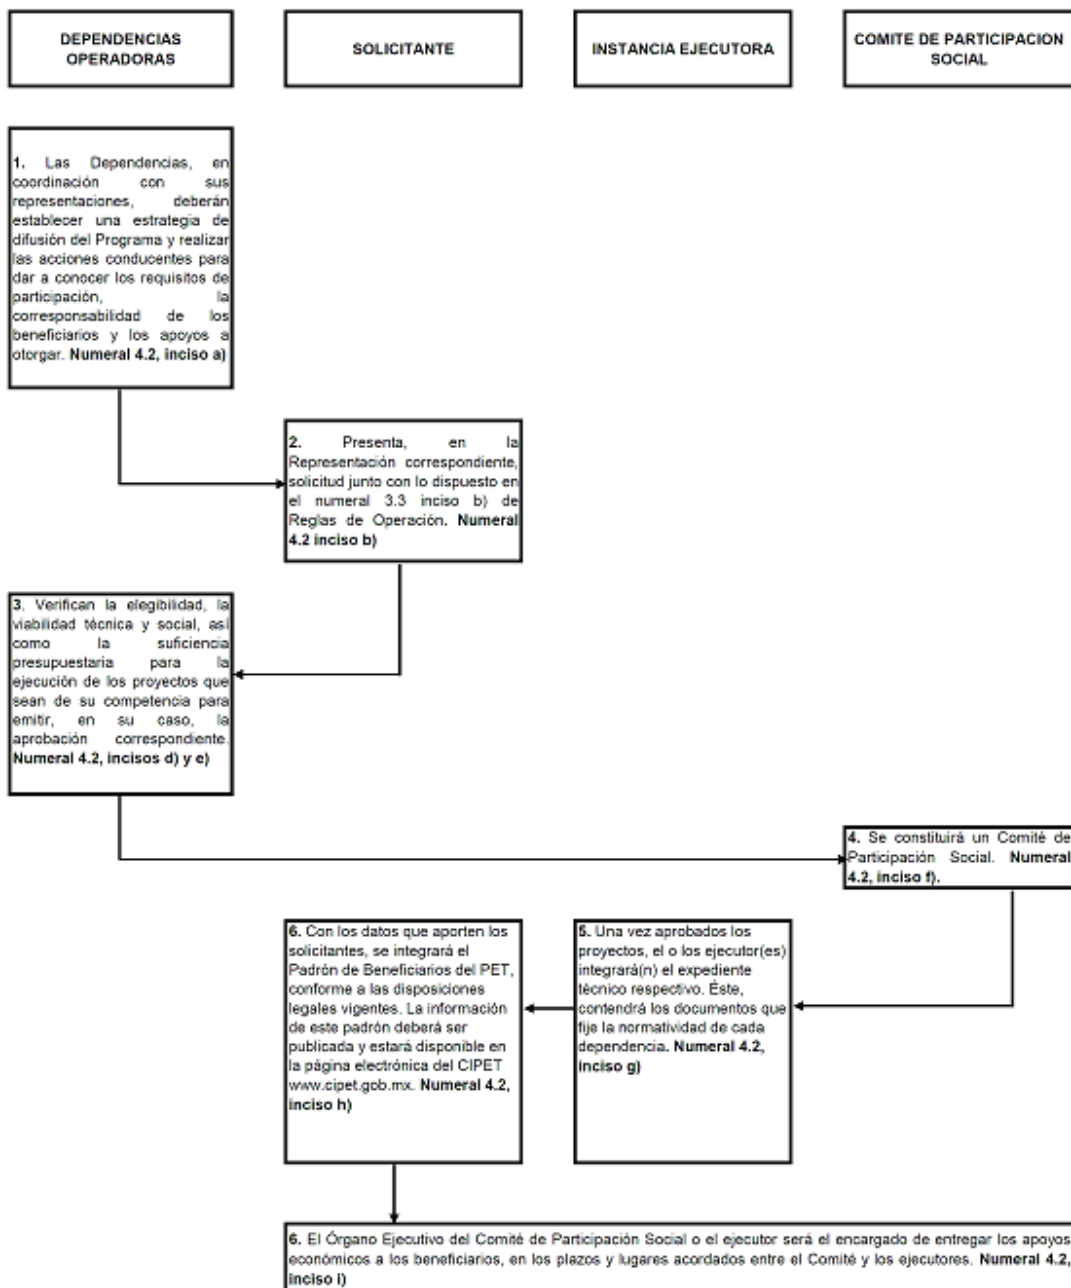 DEPENDENCIAS
OPERADORAS
SOLICITANTE
INSTANCIA EJECUTORA
COMITE DE PARTICIPACION
SOCIAL
1. Las Dependencias, en
coordinación con sus
representaciones, deberán
establecer una estrategia de
difusión del Programa y realizar
las acciones conducentes para
dar a conocer los requisitos de
participación, la
corresponsabilidad de los
beneficiarios y los apoyos a
otorgar. Numeral 4.2, inciso a)
2. Presenta, en la
Representación correspondiente,
solicitud junto con lo dispuesto en
el numeral 3.3 inciso b) de
Reglas de Operación. Numeral
4.2 inciso b)
3. Verifican la elegibilidad, la
viabilidad técnica y social, así
como la suficiencia
presupuestaria para la
ejecución de los proyectos que
sean de su competencia para
emitir, en su caso, la
aprobación correspondiente.
Numeral 4.2, incisos d) y e)
4. Se constituirá un Comité de
Participación Social. Numeral
4.2, inciso f).
5. Una vez aprobados los
proyectos, el o los ejecutor(es)
integrará(n) el expediente
técnico respectivo. Éste,
contendrá los documentos que
fije la normatividad de cada
dependencia. Numeral 4.2,
inciso g)
6. Con los datos que aporten los
solicitantes, se integrará el
Padrón de Beneficiarios del PET,
conforme a las disposiciones
legales vigentes. La información
de este padrón deberá ser
publicada y estará disponible en
la página electrónica del CIPET
www.cipet.gob.mx. Numeral 4.2,
inciso h)
6. El Órgano Ejecutivo del Comité de Participación Social o el ejecutor será el encargado de entregar los apoyos
económicos a los beneficiarios, en los plazos y lugares acordados entre el Comité y los ejecutores. Numeral 4.2,
inciso i)